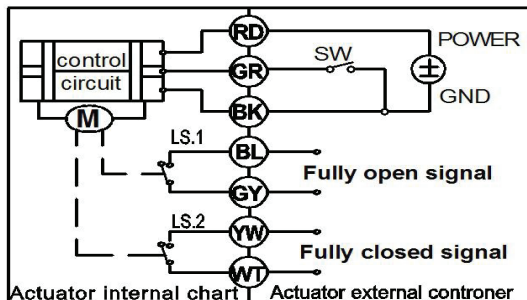 RD
POWER
control
circuit
GR
SW
±
GND
BK
M
LS.1
BL
Fully open signal
GY
LS.2
YW
Fully closed signal
WT
Actuator internal chart
Actuator external controner